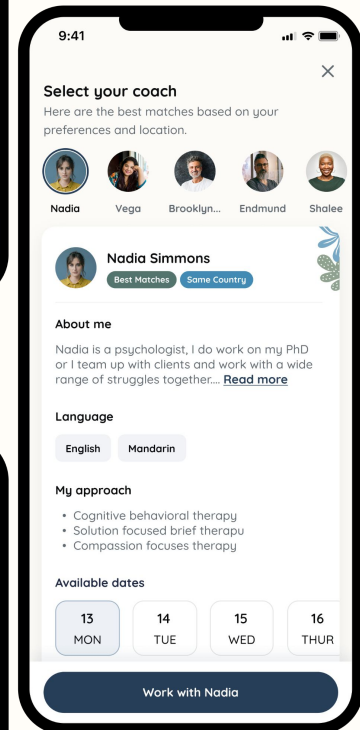 9:41
Select your coach
Here are the best matches based on your
preferences and location.
Nadia Vega Brooklyn... Endmund Shalee
Nadia Simmons
Best Matches Same Country
About me
Nadia is a psychologist, I do work on my PhD
or I team up with clients and work with a wide
range of struggles together.... Read more
Language
English Mandarin
My approach
• Cognitive behavioral therapy
• Solution focused brief therapu
• Compassion focuses therapy
Available dates
13 14 15 16
MON TUE WED THUR
Work with Nadia